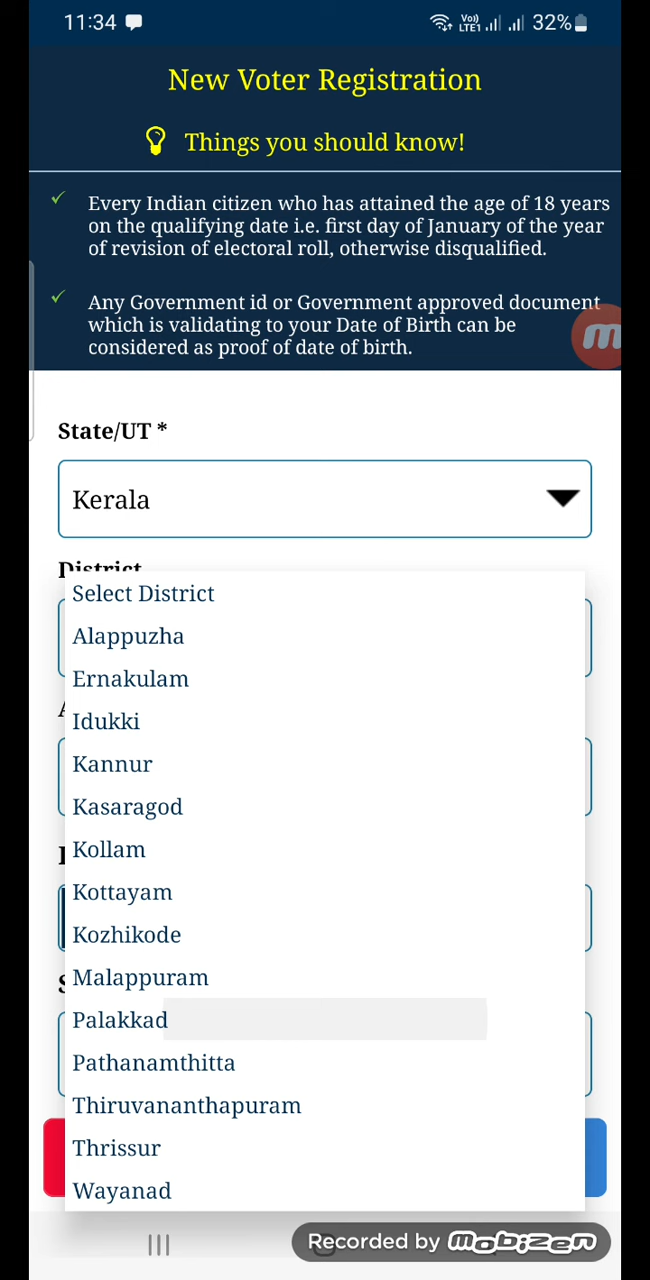 11:34
Vo))
LTE1
32%
New Voter Registration
Things you should know!
Every Indian citizen who has attained the age of 18 years
on the qualifying date i.e. first day of January of the year
of revision of electoral roll, otherwise disqualified.
Any Government id or Government approved document
which is validating to your Date of Birth can be
considered as proof of date of birth.
State/UT *
Kerala
District
Select District
Alappuzha
Ernakulam
Idukki
Kannur
Kasaragod
Kollam
Kottayam
Kozhikode
Malappuram
Palakkad
Pathanamthitta
Thiruvananthapuram
Thrissur
Wayanad
Recorded by mobizen